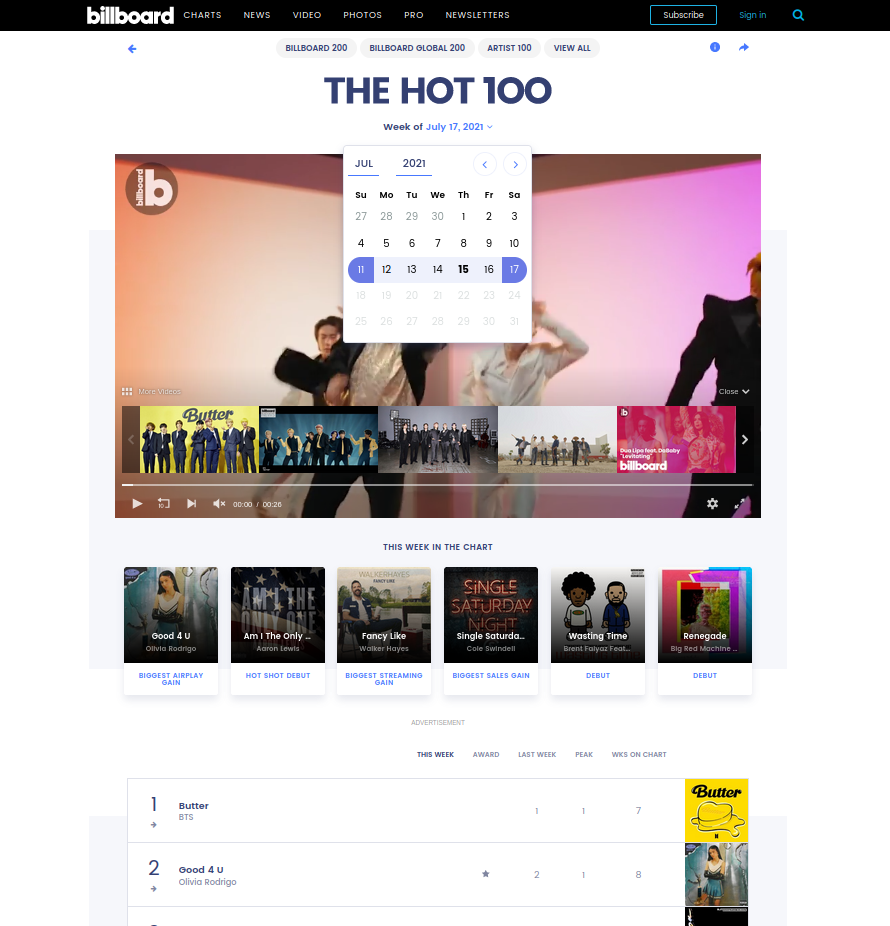 billboard CHARTS NEWS VIDEO PHOTOS PRO NEWSLETTERS Subscribe Sign in
BILLBOARD 200 BILLBOARD GLOBAL 200 ARTIST 100 VIEW ALL
THE HOT 100
Week of July 17, 2021
JUL 2021
Su Mo Tu We Th Fr Sa
27 28 29 30 1 2 3
4 5 6 7 8 9 10
11 12 13 14 15 16 17
18 19 20 21 22 23 24
25 26 27 28 29 30 31
billboard b
More Videos Close
Butter
billboard
b
Dua Lipa feat. DaBaby
"Levitating"
billboard
10 00:00 / 00:26
THIS WEEK IN THE CHART
WALKER HAYES
FANCY LIKE
AM I THE
ONLY ONE
SINGLE
SATURDAY
NIGHT
Good 4 U Am I The Only ... Fancy Like Single Saturda... Wasting Time Renegade
Olivia Rodrigo Aaron Lewis Walker Hayes Cole Swindell Brent Faiyaz Feat... Big Red Machine ...
BIGGEST AIRPLAY GAIN HOT SHOT DEBUT BIGGEST STREAMING GAIN BIGGEST SALES GAIN DEBUT DEBUT
ADVERTISEMENT
THIS WEEK AWARD LAST WEEK PEAK WKS ON CHART
1 Butter 1 1 7
BTS
Butter
2 Good 4 U 2 1 8
Olivia Rodrigo